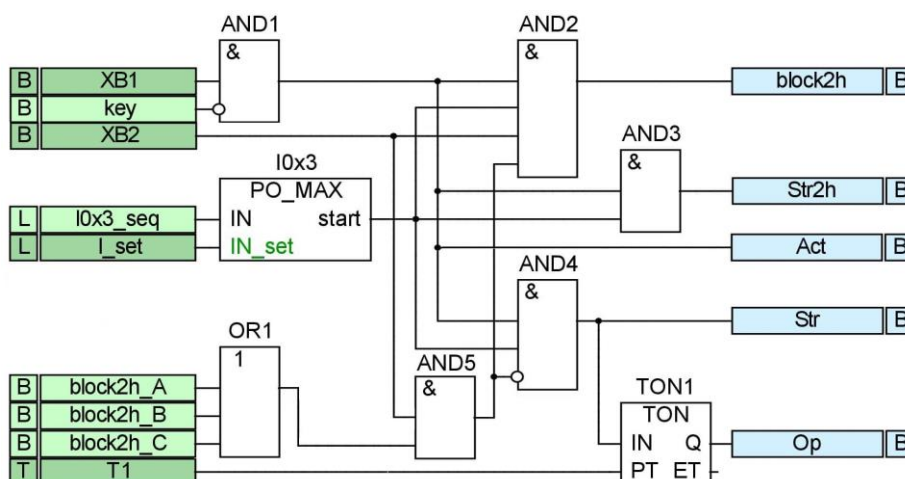 AND1 AND2
& &
B XB1 block2h B
B key
B XB2 AND3
I0x3 &
PO_MAX
Str2h B
L I0x3_seq IN start
L I_set IN_set Act B
AND4
&
OR1 Str B
1 AND5
B block2h_A & TON1
B block2h_B TON
B block2h_C IN Q Op B
T T1 PT ET